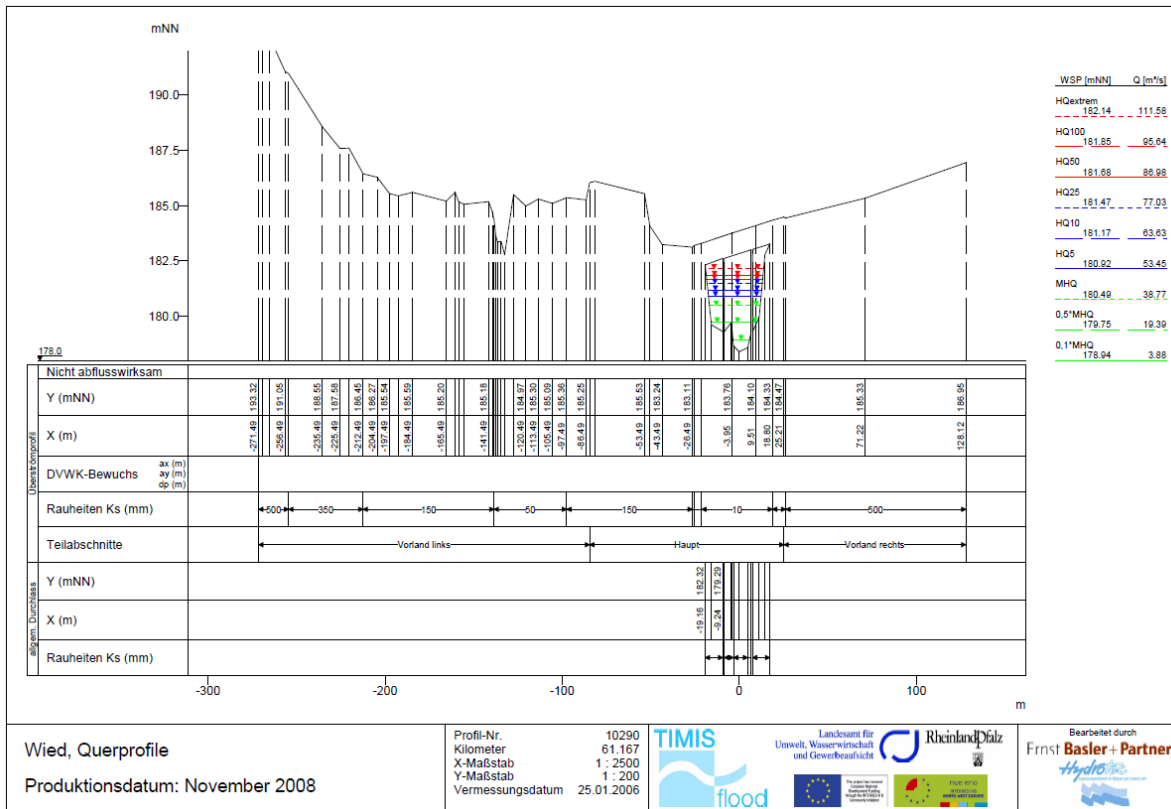 mNN
190.0
187.5
185.0
182.5
180.0
178.0
WSP [mNN] Q [m³/s]
HQextrem
182.14 111.58
HQ100
181.85 95.64
HQ50
181.68 86.98
HQ25
181.47 77.03
HQ10
181.17 63.63
HQ5
180.92 53.45
MHQ
180.49 38.77
0,5*MHQ
179.75 19.39
0,1*MHQ
178.94 3.88
Überströmprofil
Nicht abflusswirksam
Y (mNN) 193.32 191.05 188.55 187.58 186.45 186.27 185.54 185.59 185.20 185.18 184.97 185.30 185.09 185.36 185.25 185.53 183.24 183.11 183.76 184.10 184.33 184.47 185.33 186.95
X (m) -271.49 -256.49 -235.49 -225.49 -212.49 -204.49 -197.49 -184.49 -165.49 -141.49 -120.49 -113.49 -105.49 -97.49 -86.49 -53.49 -43.49 -26.49 -3.95 9.51 18.80 25.21 71.22 128.12
DVWK-Bewuchs
ax (m)
ay (m)
dp (m)
Rauheiten Ks (mm) 500 350 150 50 150 10 500
Teilabschnitte Vorland links Haupt Vorland rechts
allgem. Durchlass
Y (mNN) 182.32 179.29
X (m) -19.16 -9.24
Rauheiten Ks (mm)
-300 -200 -100 0 100
m
Wied, Querprofile
Produktionsdatum: November 2008
Profil-Nr. 10290
Kilometer 61.167
X-Maßstab 1 : 2500
Y-Maßstab 1 : 200
Vermessungsdatum 25.01.2006
TIMIS
flood
Landesamt für
Umwelt, Wasserwirtschaft
und Gewerbeaufsicht
RheinlandPfalz
Bearbeitet durch
Ernst Basler + Partner
Hydrotec